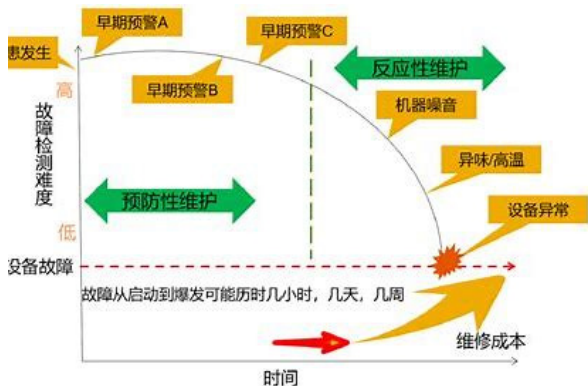 早期预警A
早期预警C
患发生
反应性维护
高
早期预警B
机器噪音
故障检测难度
异味/高温
预防性维护
设备异常
低
设备故障
故障从启动到爆发可能历时几小时，几天，几周
维修成本
时间